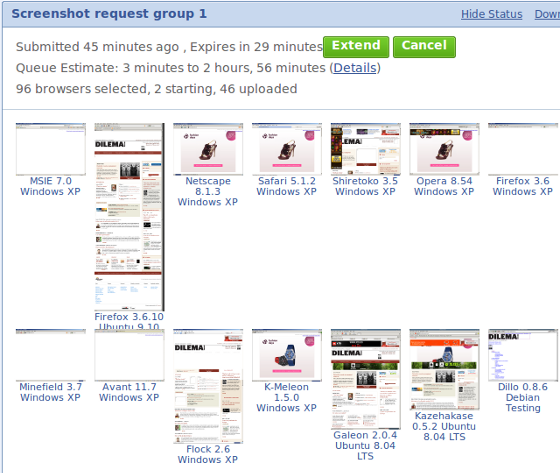 Screenshot request group 1
Hide Status
Submitted 45 minutes ago , Expires in 29 minutes
Extend
Cancel
Queue Estimate: 3 minutes to 2 hours, 56 minutes (Details)
96 browsers selected, 2 starting, 46 uploaded
DILEMA
MSIE 7.0
Windows XP
Firefox 3.6.10
Ubuntu 9.10
Netscape
8.1.3
Windows XP
Safari 5.1.2
Windows XP
Shiretoko 3.5
Windows XP
Opera 8.54
Windows XP
Firefox 3.6
Windows XP
Minefield 3.7
Windows XP
Avant 11.7
Windows XP
DILEMA
Flock 2.6
Windows XP
K-Meleon
1.5.0
Windows XP
DILEMA
Galeon 2.0.4
Ubuntu 8.04
LTS
DILEMA
Kazehakase
0.5.2 Ubuntu
8.04 LTS
DILEMA
Dillo 0.8.6
Debian
Testing